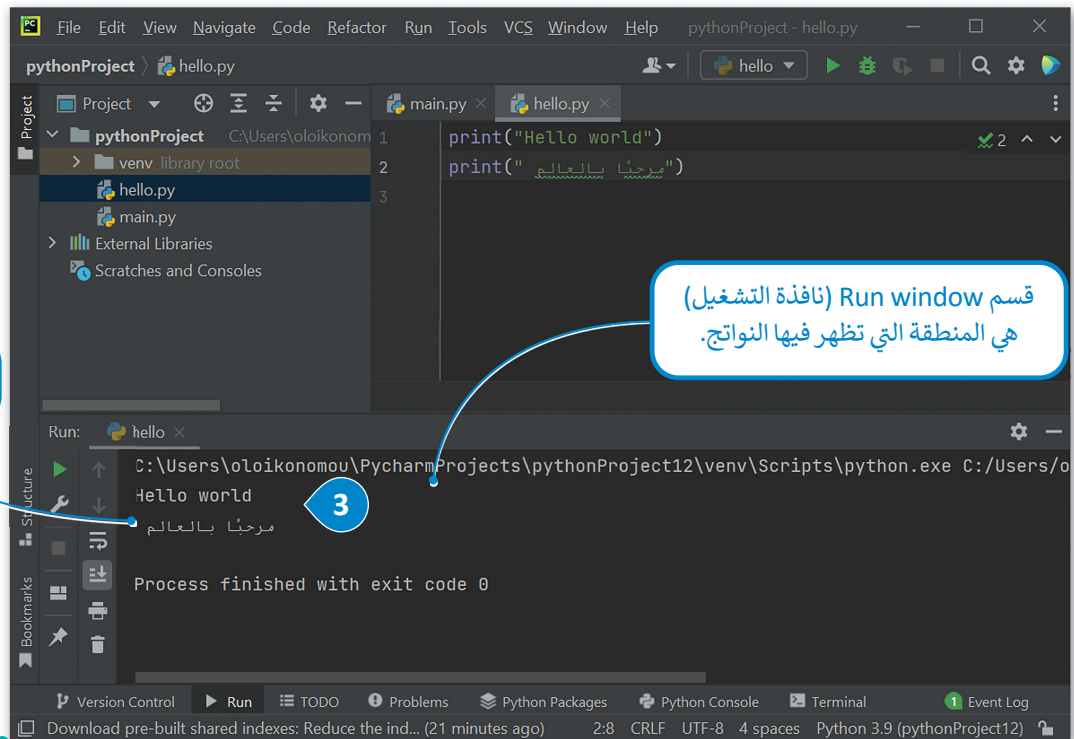 PC File Edit View Navigate Code Refactor Run Tools VCS Window Help pythonProject - hello.py
pythonProject hello.py
hello
Project
Project
main.py
hello.py
pythonProject C:\Users\oloikonom
venv library root
hello.py
main.py
External Libraries
Scratches and Consoles
1 print("Hello world")
2 print(" مرحبًا بالعالم")
3
2
قسم Run window (نافذة التشغيل)
هي المنطقة التي تظهر فيها النواتج.
Run: hello
C:\Users\oloikonomou\PycharmProjects\pythonProject12\venv\Scripts\python.exe C:/Users/o
Hello world
مرحبًا بالعالم
3
Process finished with exit code 0
Structure
Bookmarks
Version Control Run TODO Problems Python Packages Python Console Terminal 1 Event Log
Download pre-built shared indexes: Reduce the ind... (21 minutes ago) 2:8 CRLF UTF-8 4 spaces Python 3.9 (pythonProject12)